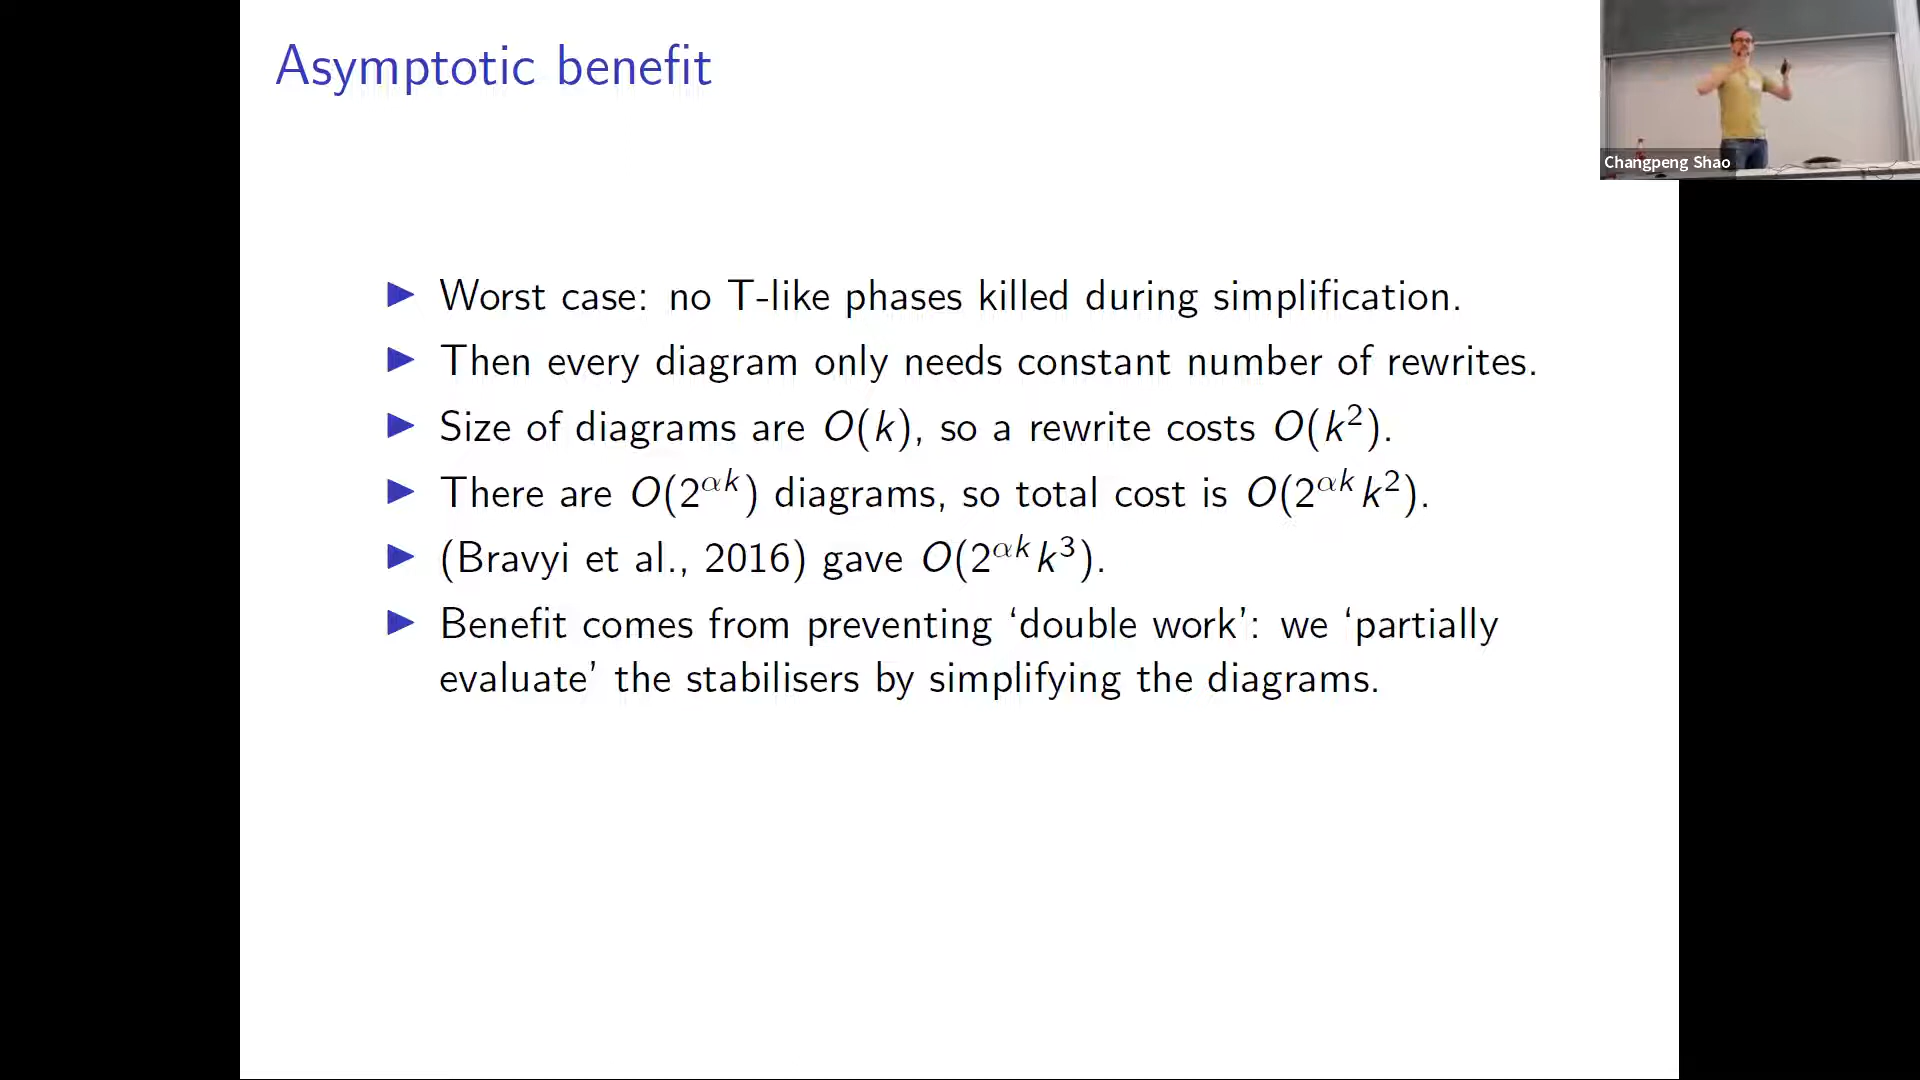 Asymptotic benefit
Changpeng Shao
▶ Worst case: no T-like phases killed during simplification.
▶ Then every diagram only needs constant number of rewrites.
▶ Size of diagrams are O(k), so a rewrite costs O(k²).
▶ There are O(2^{αk}) diagrams, so total cost is O(2^{αk}k²).
▶ (Bravyi et al., 2016) gave O(2^{αk}k³).
▶ Benefit comes from preventing ‘double work’: we ‘partially
evaluate’ the stabilisers by simplifying the diagrams.